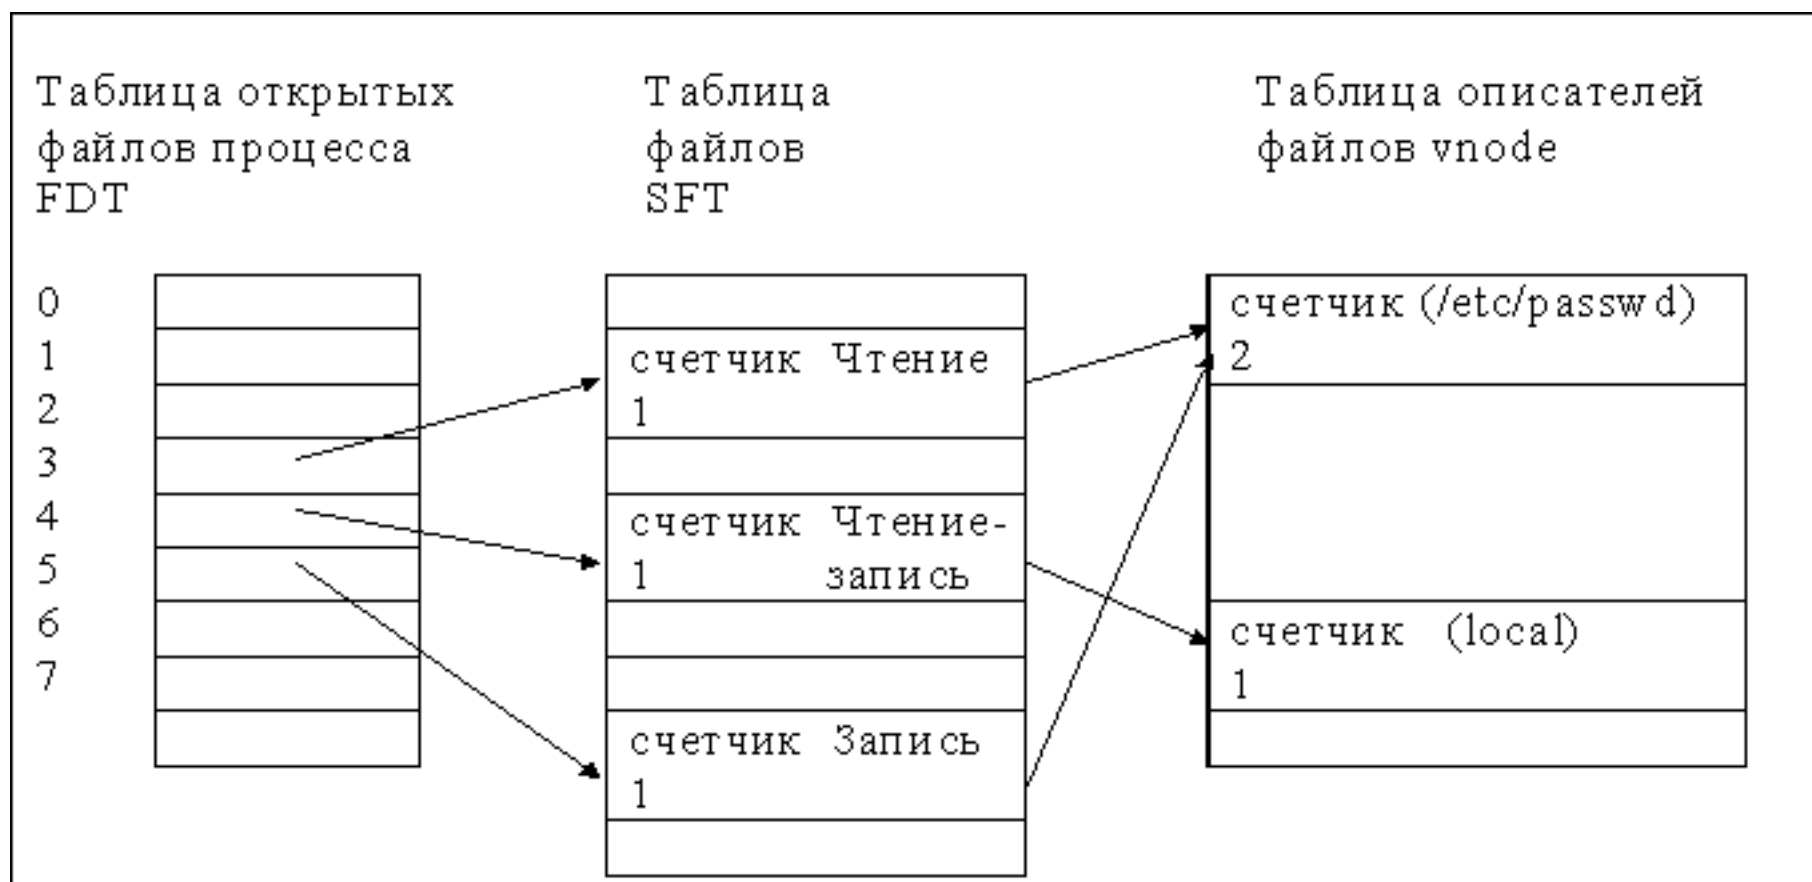 Таблица открытых
файлов процесса
FDT
Таблица
файлов
SFT
Таблица описателей
файлов vnode
0
1
2
3
4
5
6
7
счетчик Чтение
1
счетчик Чтение-
1 запись
счетчик Запись
1
счетчик (/etc/passwd)
2
счетчик (local)
1